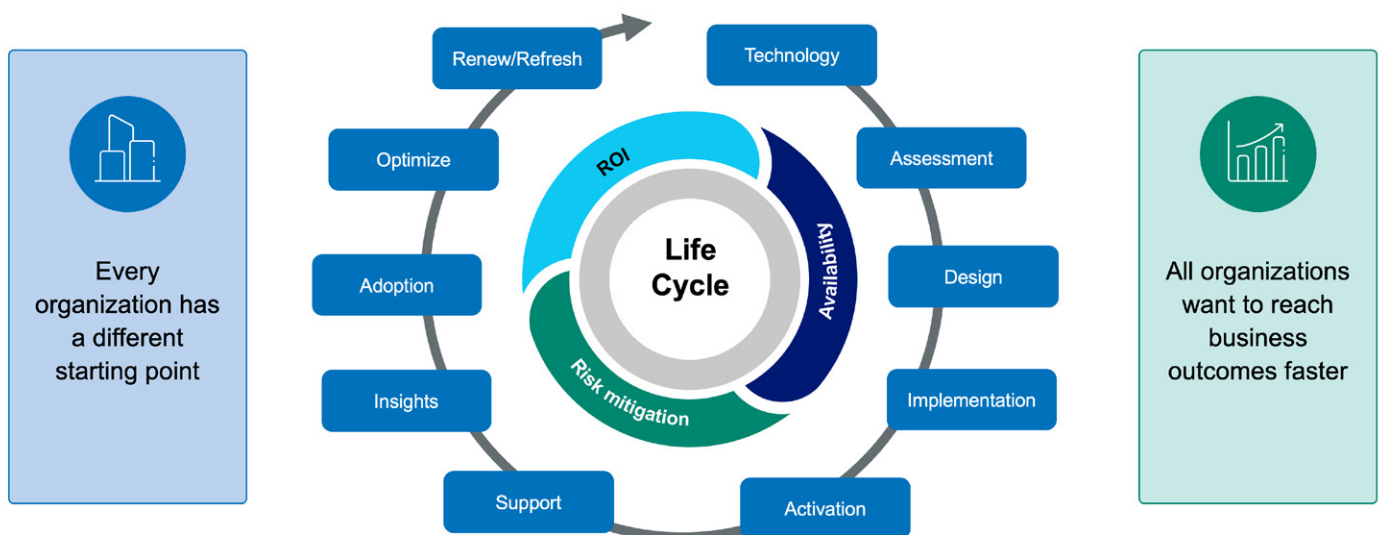 Every
organization has
a different
starting point
Technology
Assessment
Design
Implementation
Activation
Support
Insights
Adoption
Optimize
Renew/Refresh
ROI
Availability
Risk mitigation
Life
Cycle
All organizations
want to reach
business
outcomes faster